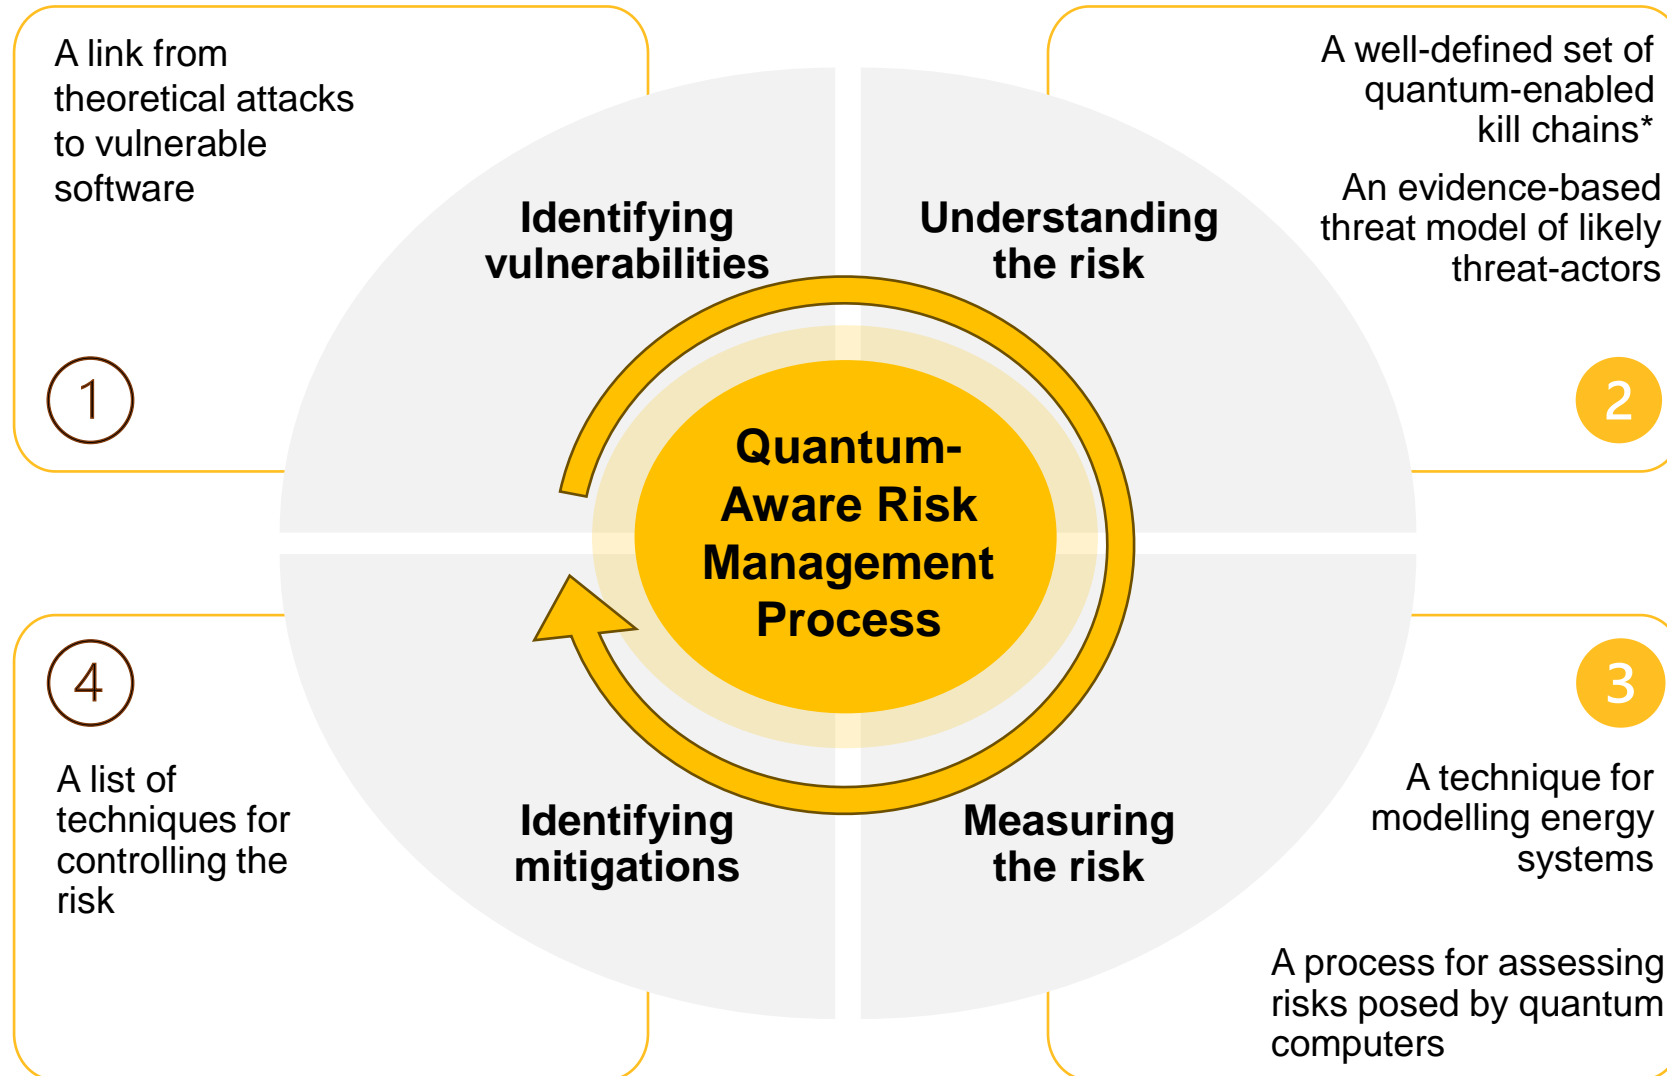 A link from
theoretical attacks
to vulnerable
software
1
Identifying
vulnerabilities
A well-defined set of
quantum-enabled
kill chains*
An evidence-based
threat model of likely
threat-actors
2
Understanding
the risk
Quantum-
Aware Risk
Management
Process
4
A list of
techniques for
controlling the
risk
Identifying
mitigations
Measuring
the risk
3
A technique for
modelling energy
systems
A process for assessing
risks posed by quantum
computers